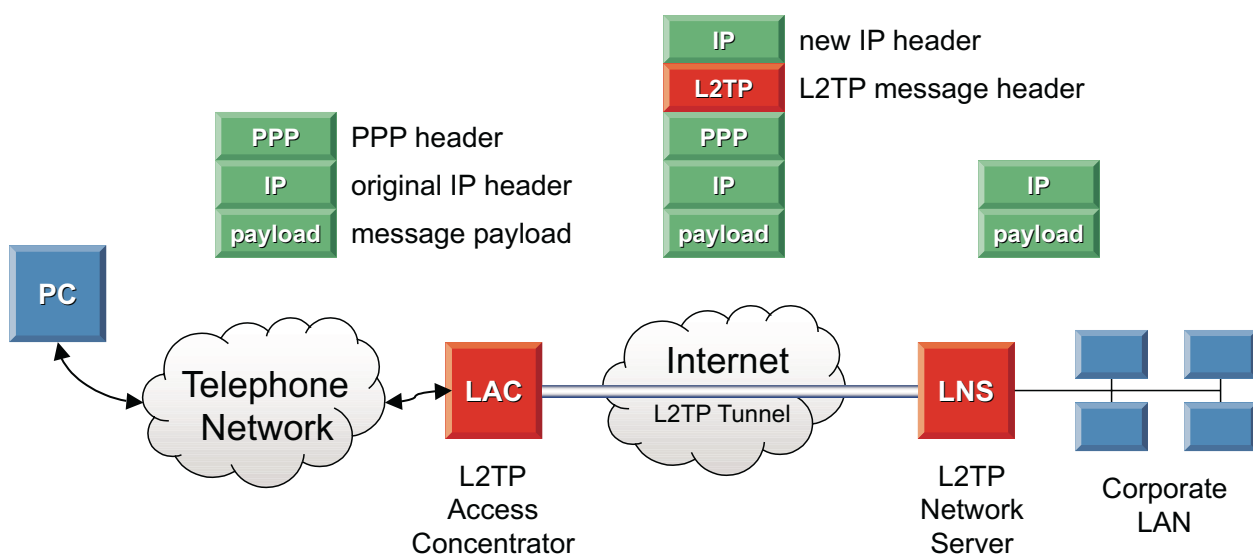 IP new IP header
L2TP L2TP message header
PPP PPP header
PPP
IP original IP header
IP
IP
payload message payload
payload
payload
PC
Telephone
Network
LAC
Internet
L2TP Tunnel
LNS
L2TP
Access
Concentrator
L2TP
Network
Server
Corporate
LAN